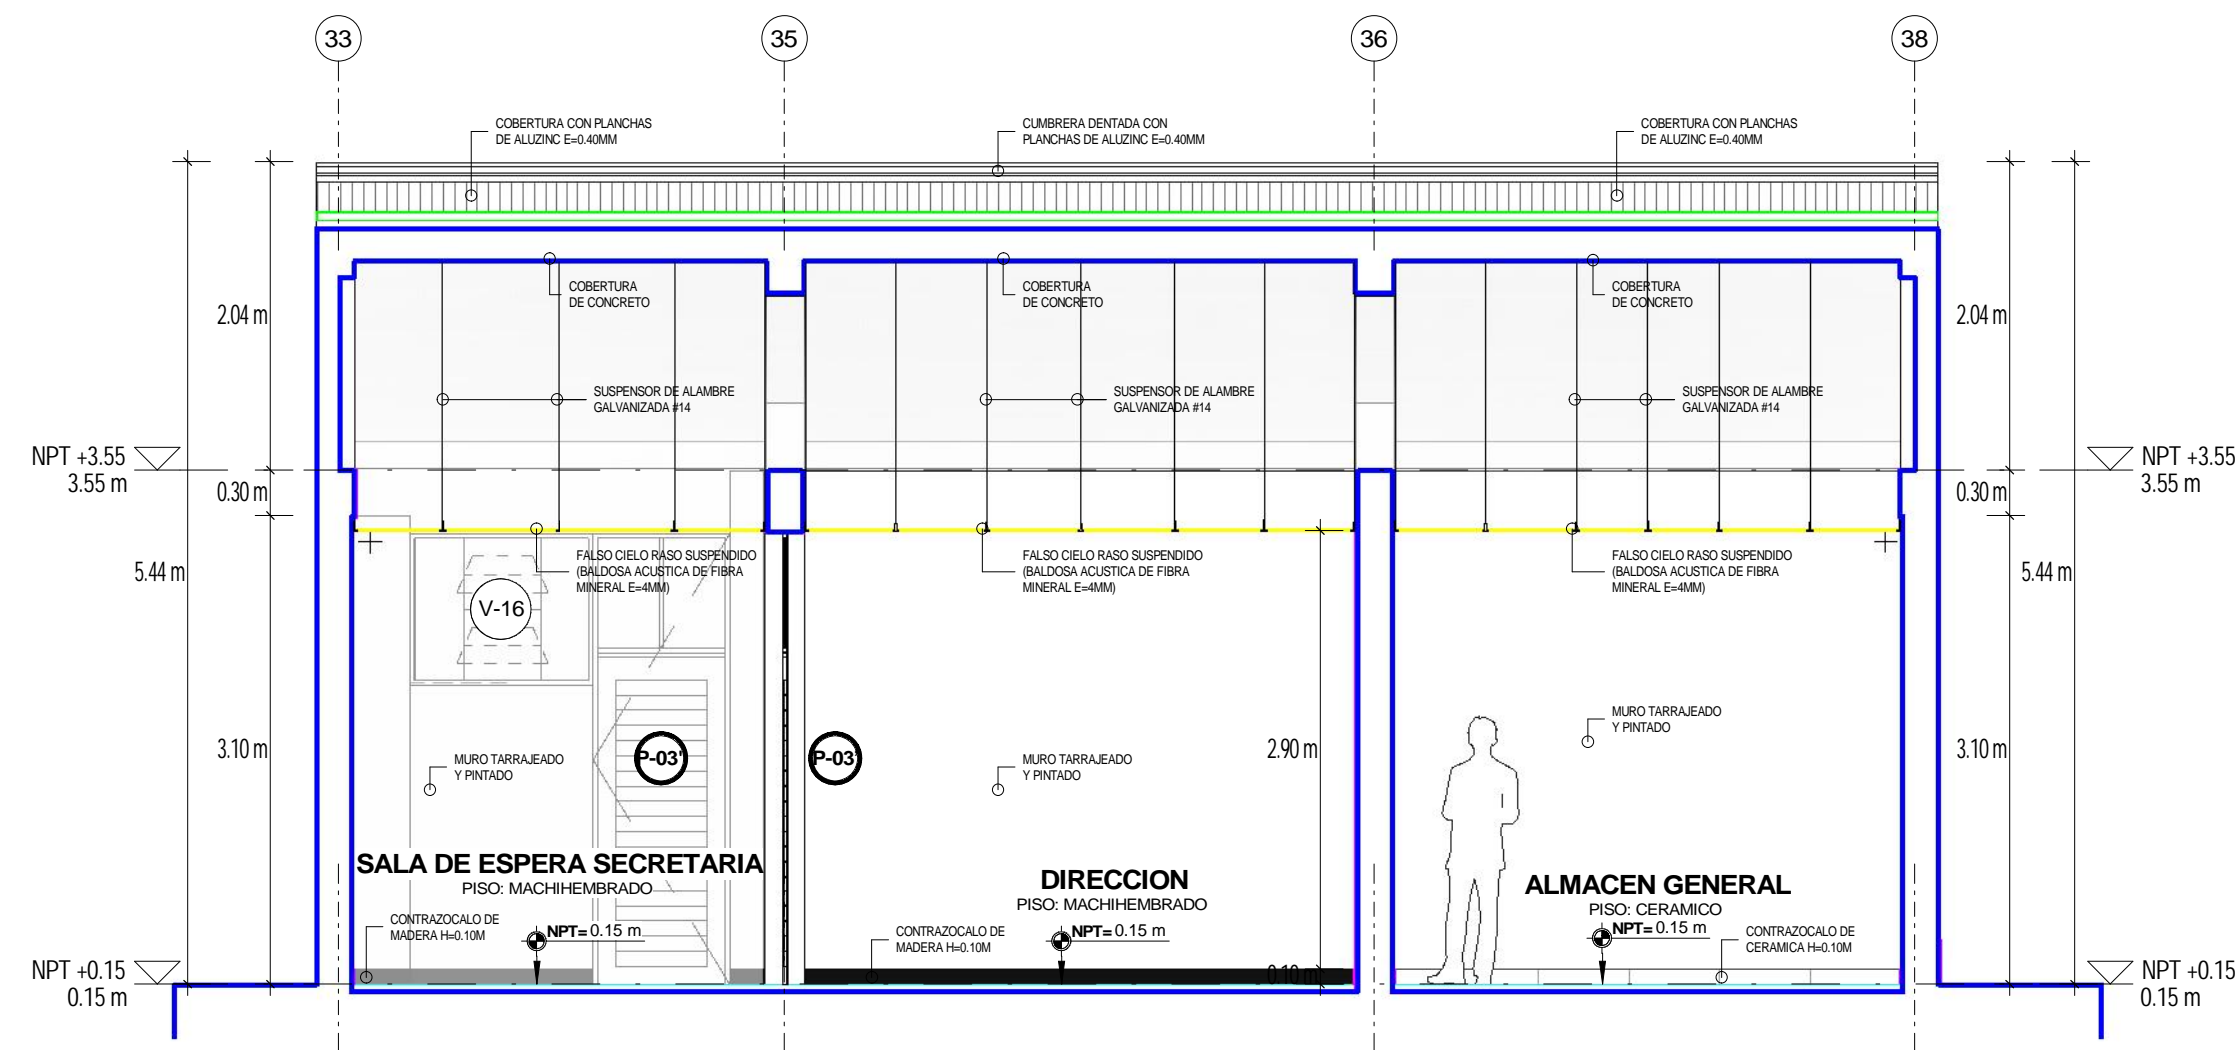 33
35
36
38
COBERTURA CON PLANCHAS
DE ALUZINC E=0.40MM
CUMBRERA DENTADA CON
PLANCHAS DE ALUZINC E=0.40MM
COBERTURA CON PLANCHAS
DE ALUZINC E=0.40MM
COBERTURA
DE CONCRETO
COBERTURA
DE CONCRETO
COBERTURA
DE CONCRETO
2.04 m
2.04 m
SUSPENSOR DE ALAMBRE
GALVANIZADA #14
SUSPENSOR DE ALAMBRE
GALVANIZADA #14
SUSPENSOR DE ALAMBRE
GALVANIZADA #14
NPT +3.55
3.55 m
NPT +3.55
3.55 m
0.30 m
0.30 m
5.44 m
5.44 m
FALSO CIELO RASO SUSPENDIDO
(BALDOSA ACUSTICA DE FIBRA
MINERAL E=4MM)
FALSO CIELO RASO SUSPENDIDO
(BALDOSA ACUSTICA DE FIBRA
MINERAL E=4MM)
FALSO CIELO RASO SUSPENDIDO
(BALDOSA ACUSTICA DE FIBRA
MINERAL E=4MM)
V-16
MURO TARRAJEADO
Y PINTADO
3.10 m
MURO TARRAJEADO
Y PINTADO
P-03'
P-03'
MURO TARRAJEADO
Y PINTADO
2.90 m
3.10 m
SALA DE ESPERA SECRETARIA
PISO: MACHIHEMBRADO
DIRECCION
PISO: MACHIHEMBRADO
ALMACEN GENERAL
PISO: CERAMICO
CONTRAZOCALO DE
MADERA H=0.10M
NPT= 0.15 m
CONTRAZOCALO DE
MADERA H=0.10M
NPT= 0.15 m
NPT= 0.15 m
CONTRAZOCALO DE
CERAMICA H=0.10M
0.10 m
NPT +0.15
0.15 m
NPT +0.15
0.15 m